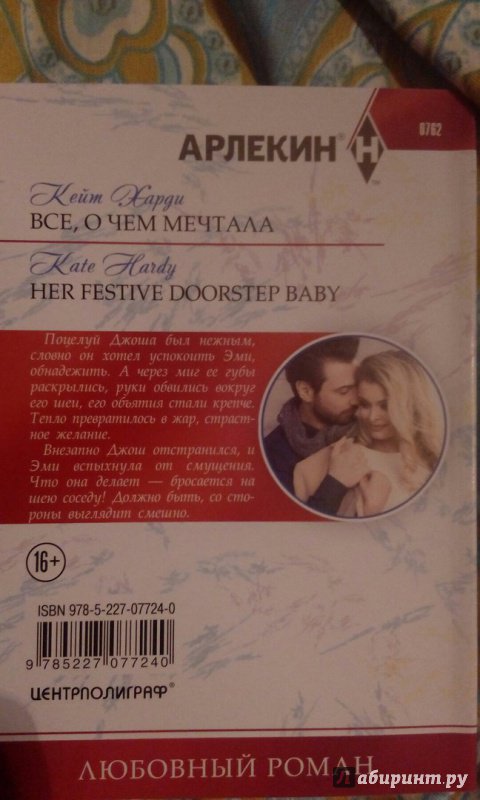 0762
АРЛЕКИН®
Кейт Харди
ВСЕ, О ЧЕМ МЕЧТАЛА
Kate Hardy
HER FESTIVE DOORSTEP BABY
Поцелуй Джоша был нежным,
словно он хотел успокоить Эми,
обнадежить. А через миг ее губы
раскрылись, руки обвились вокруг
его шеи, его объятия стали крепче.
Тепло превратилось в жар, страст-
ное желание.
Внезапно Джош отстранился, и
Эми вспыхнула от смущения.
Что она делает — бросается на
шею соседу! Должно быть, со сто-
роны выглядит смешно.
16+
ISBN 978-5-227-07724-0
9 785227 077240
ЦЕНТРПОЛИГРАФ®
ЛЮБОВНЫЙ РОМАН
Лабиринт.ру